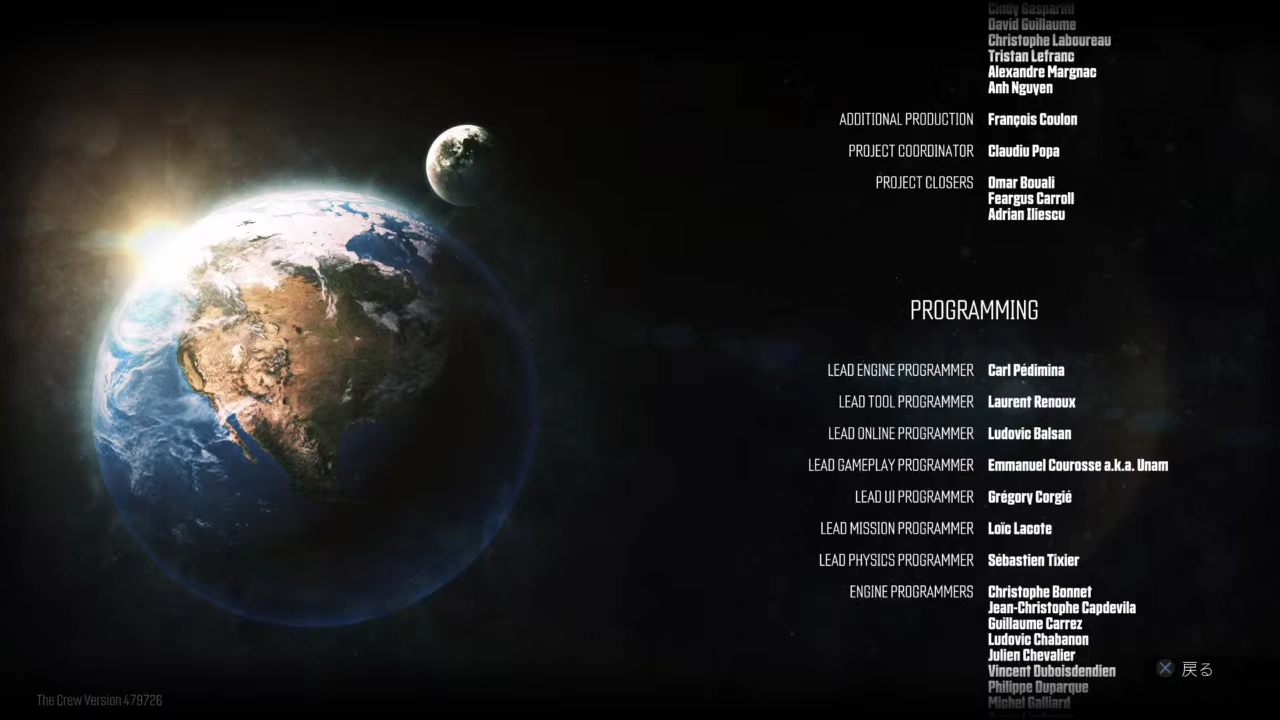 Cindy Gasparini
David Guillaume
Christophe Laboureau
Tristan Lefranc
Alexandre Margnac
Anh Nguyen
ADDITIONAL PRODUCTION François Coulon
PROJECT COORDINATOR Claudiu Popa
PROJECT CLOSERS Omar Bouali
Feargus Carroll
Adrian Iliescu
PROGRAMMING
LEAD ENGINE PROGRAMMER Carl Pédimina
LEAD TOOL PROGRAMMER Laurent Renoux
LEAD ONLINE PROGRAMMER Ludovic Balsan
LEAD GAMEPLAY PROGRAMMER Emmanuel Courosse a.k.a. Unam
LEAD UI PROGRAMMER Grégory Corgié
LEAD MISSION PROGRAMMER Loïc Lacote
LEAD PHYSICS PROGRAMMER Sébastien Tixier
ENGINE PROGRAMMERS Christophe Bonnet
Jean-Christophe Capdevila
Guillaume Carrez
Ludovic Chabanon
Julien Chevalier
Vincent Duboisdendien
Philippe Duparque
Michel Galliard
戻る
The Crew Version 479726